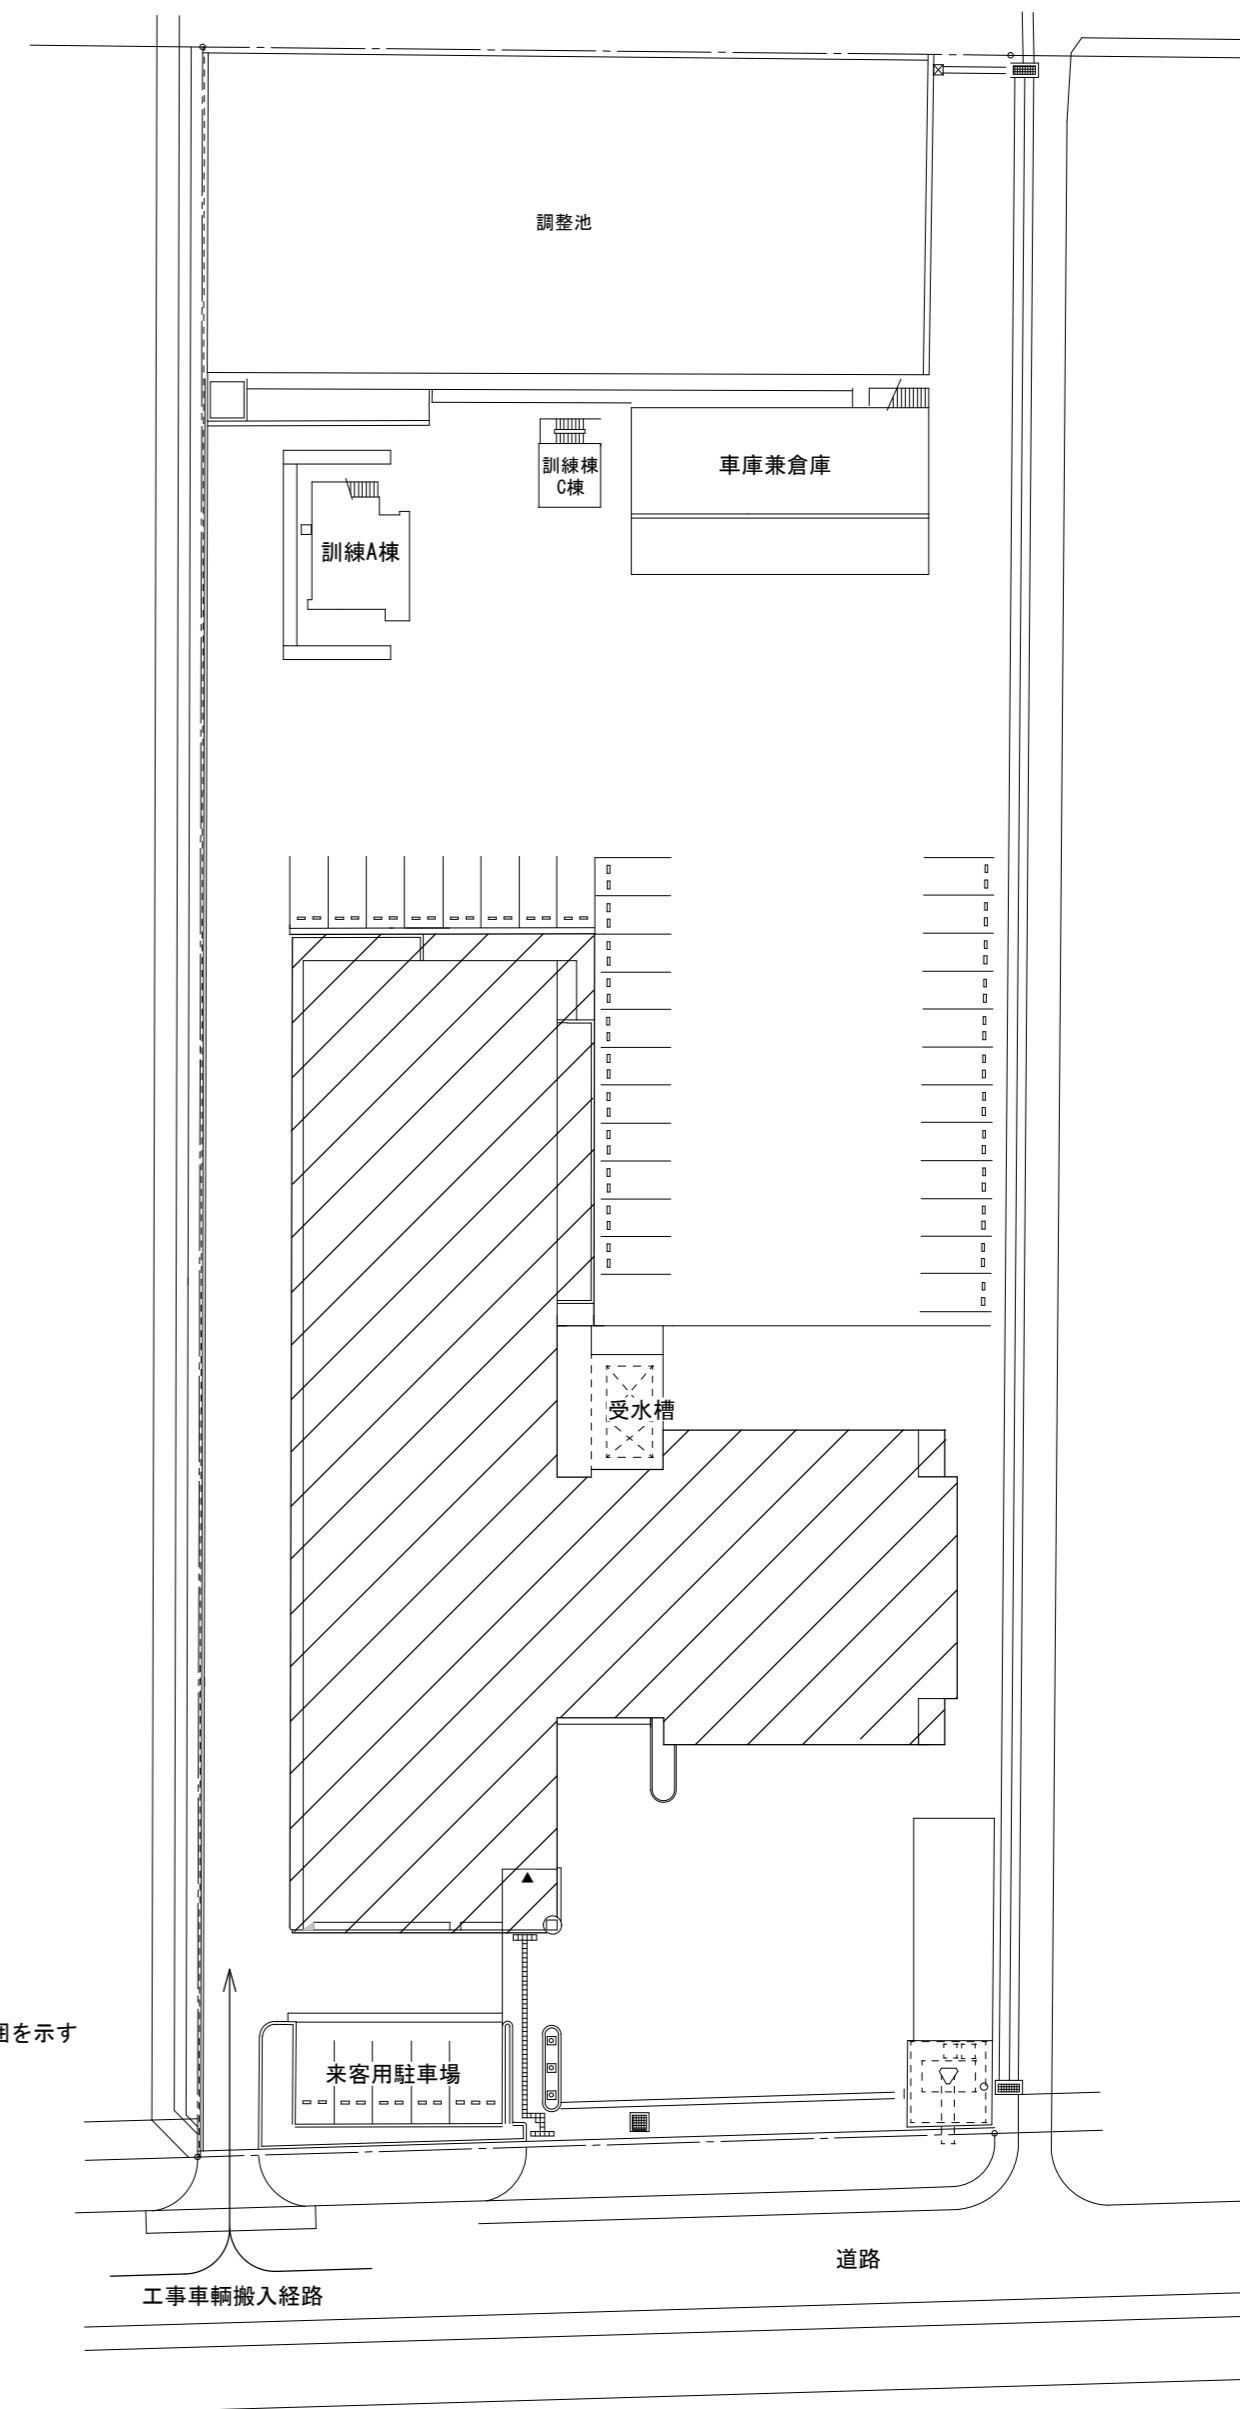 調整池
訓練棟
C棟
車庫兼倉庫
訓練A棟
受水槽
囲を示す
来客用駐車場
道路
工事車輌搬入経路